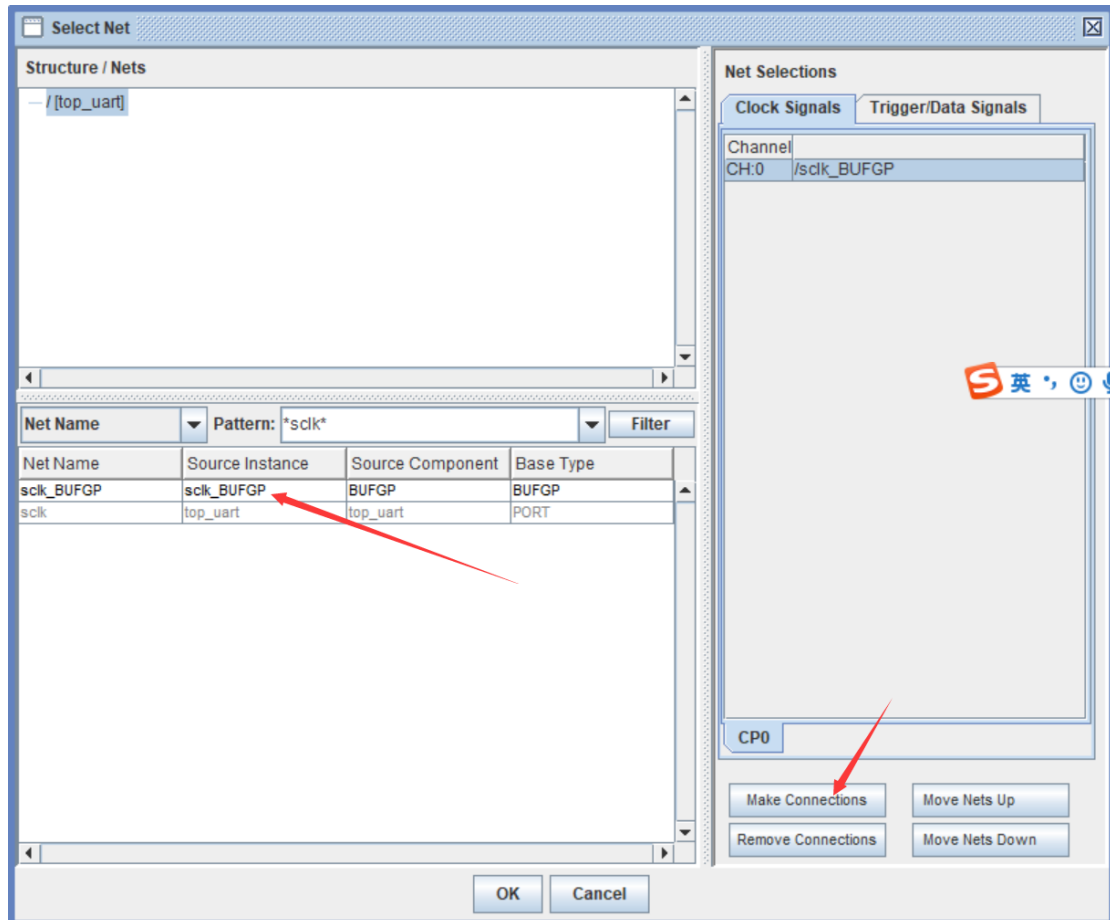 Select Net
Structure / Nets
/ [top_uart]
Net Name Pattern: *sclk* Filter
Net Name Source Instance Source Component Base Type
sclk_BUFGP sclk_BUFGP BUFGP BUFGP
sclk top_uart top_uart PORT
Net Selections
Clock Signals Trigger/Data Signals
Channel
CH:0 /sclk_BUFGP
CP0
Make Connections Move Nets Up
Remove Connections Move Nets Down
S 英
OK Cancel